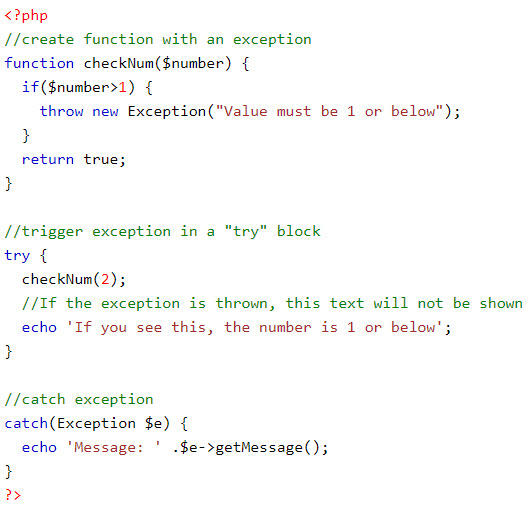 <?php
//create function with an exception
function checkNum($number) {
  if($number>1) {
    throw new Exception("Value must be 1 or below");
  }
  return true;
}

//trigger exception in a "try" block
try {
  checkNum(2);
  //If the exception is thrown, this text will not be shown
  echo 'If you see this, the number is 1 or below';
}

//catch exception
catch(Exception $e) {
  echo 'Message: ' .$e->getMessage();
}
?>